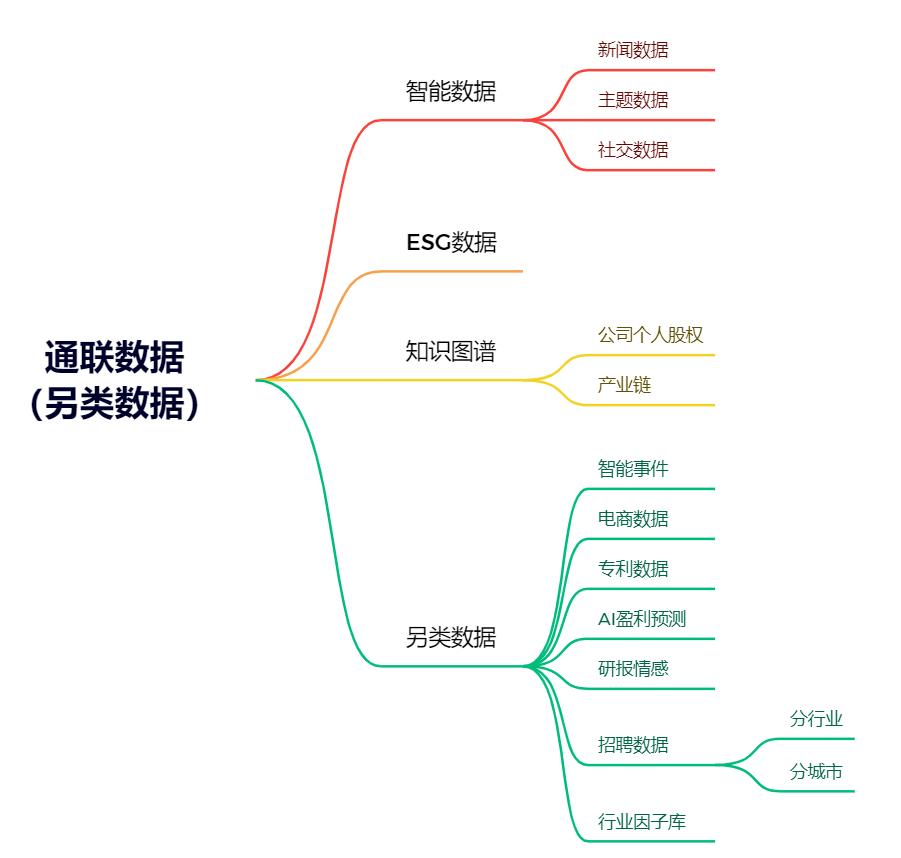 通联数据
（另类数据）
智能数据
新闻数据
主题数据
社交数据
ESG数据
知识图谱
公司个人股权
产业链
另类数据
智能事件
电商数据
专利数据
AI盈利预测
研报情感
招聘数据
分行业
分城市
行业因子库